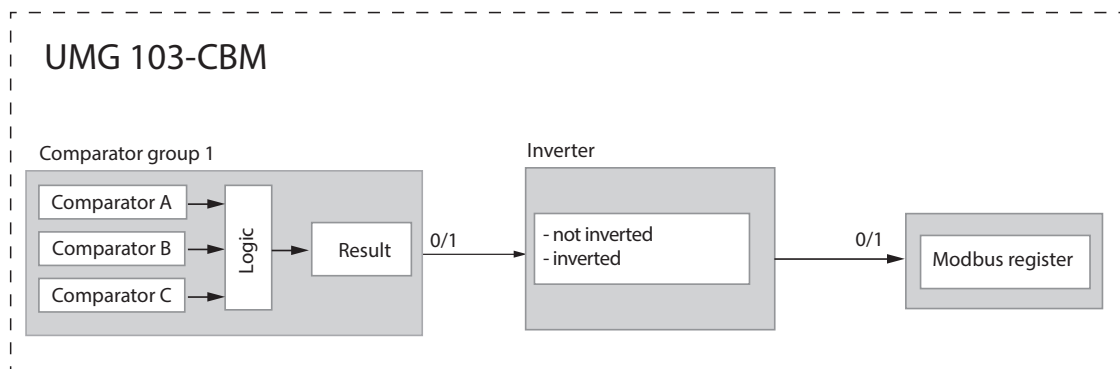 UMG 103-CBM
Comparator group 1
Comparator A
Comparator B
Comparator C
Logic
Result
0/1
Inverter
- not inverted
- inverted
0/1
Modbus register